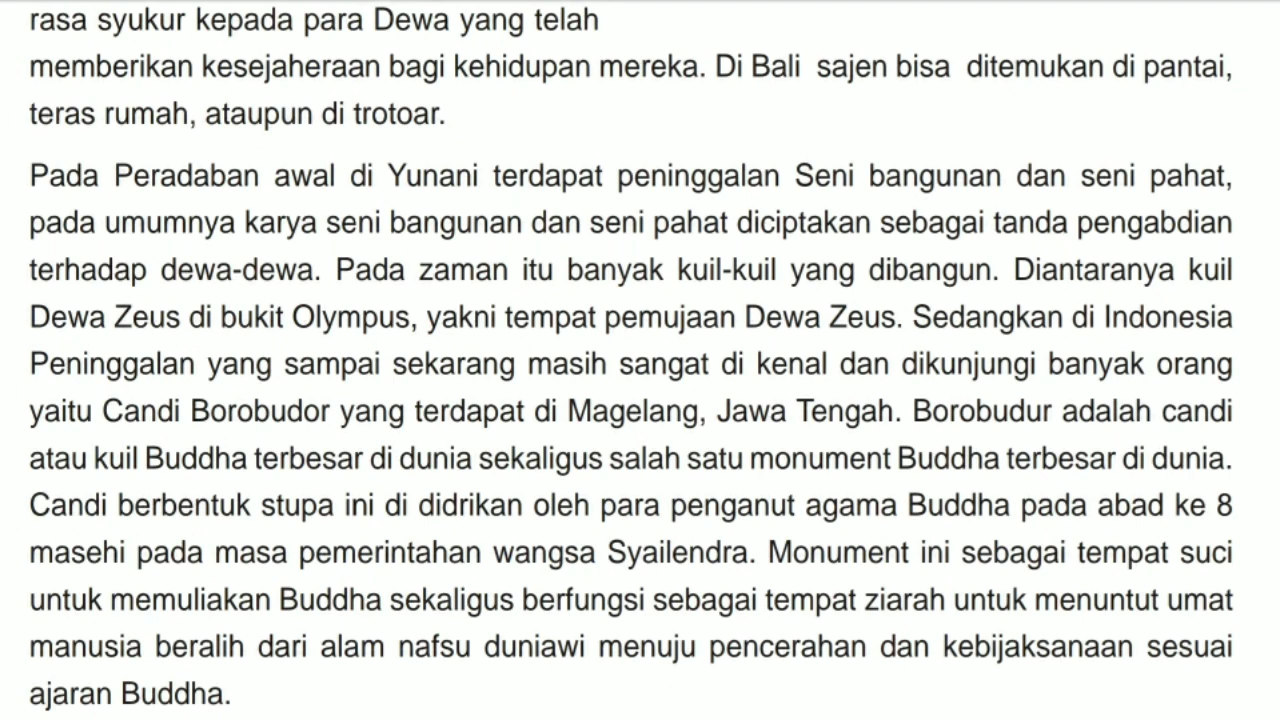 rasa syukur kepada para Dewa yang telah
memberikan kesejaheraan bagi kehidupan mereka. Di Bali sajen bisa ditemukan di pantai,
teras rumah, ataupun di trotoar.
Pada Peradaban awal di Yunani terdapat peninggalan Seni bangunan dan seni pahat,
pada umumnya karya seni bangunan dan seni pahat diciptakan sebagai tanda pengabdian
terhadap dewa-dewa. Pada zaman itu banyak kuil-kuil yang dibangun. Diantaranya kuil
Dewa Zeus di bukit Olympus, yakni tempat pemujaan Dewa Zeus. Sedangkan di Indonesia
Peninggalan yang sampai sekarang masih sangat di kenal dan dikunjungi banyak orang
yaitu Candi Borobudor yang terdapat di Magelang, Jawa Tengah. Borobudur adalah candi
atau kuil Buddha terbesar di dunia sekaligus salah satu monument Buddha terbesar di dunia.
Candi berbentuk stupa ini di didrikan oleh para penganut agama Buddha pada abad ke 8
masehi pada masa pemerintahan wangsa Syailendra. Monument ini sebagai tempat suci
untuk memuliakan Buddha sekaligus berfungsi sebagai tempat ziarah untuk menuntut umat
manusia beralih dari alam nafsu duniawi menuju pencerahan dan kebijaksanaan sesuai
ajaran Buddha.